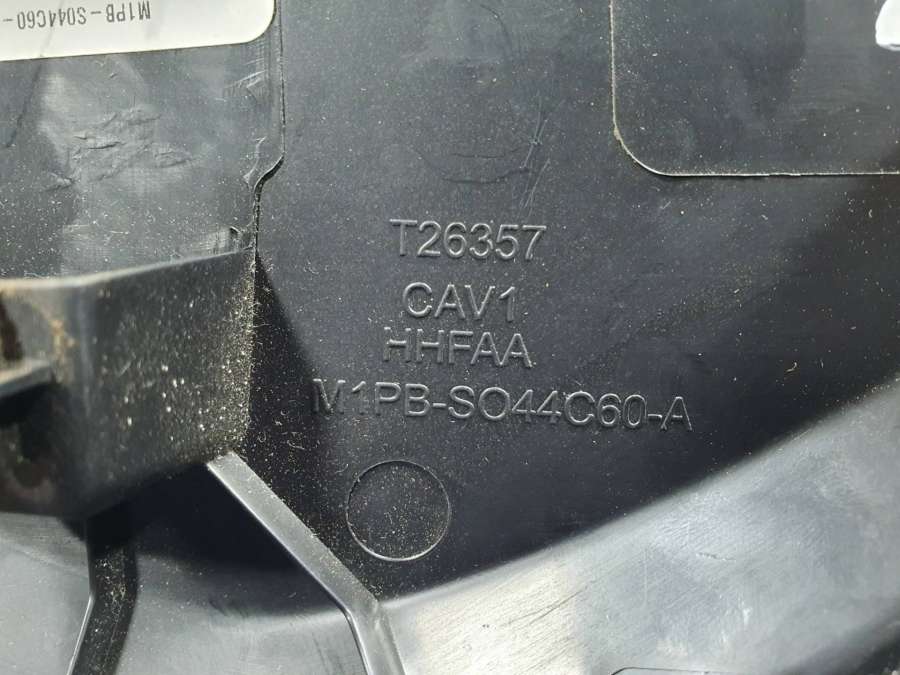 M1PB-S044C60-
T26357
CAV1
HHFAA
M1PB-SO44C60-A